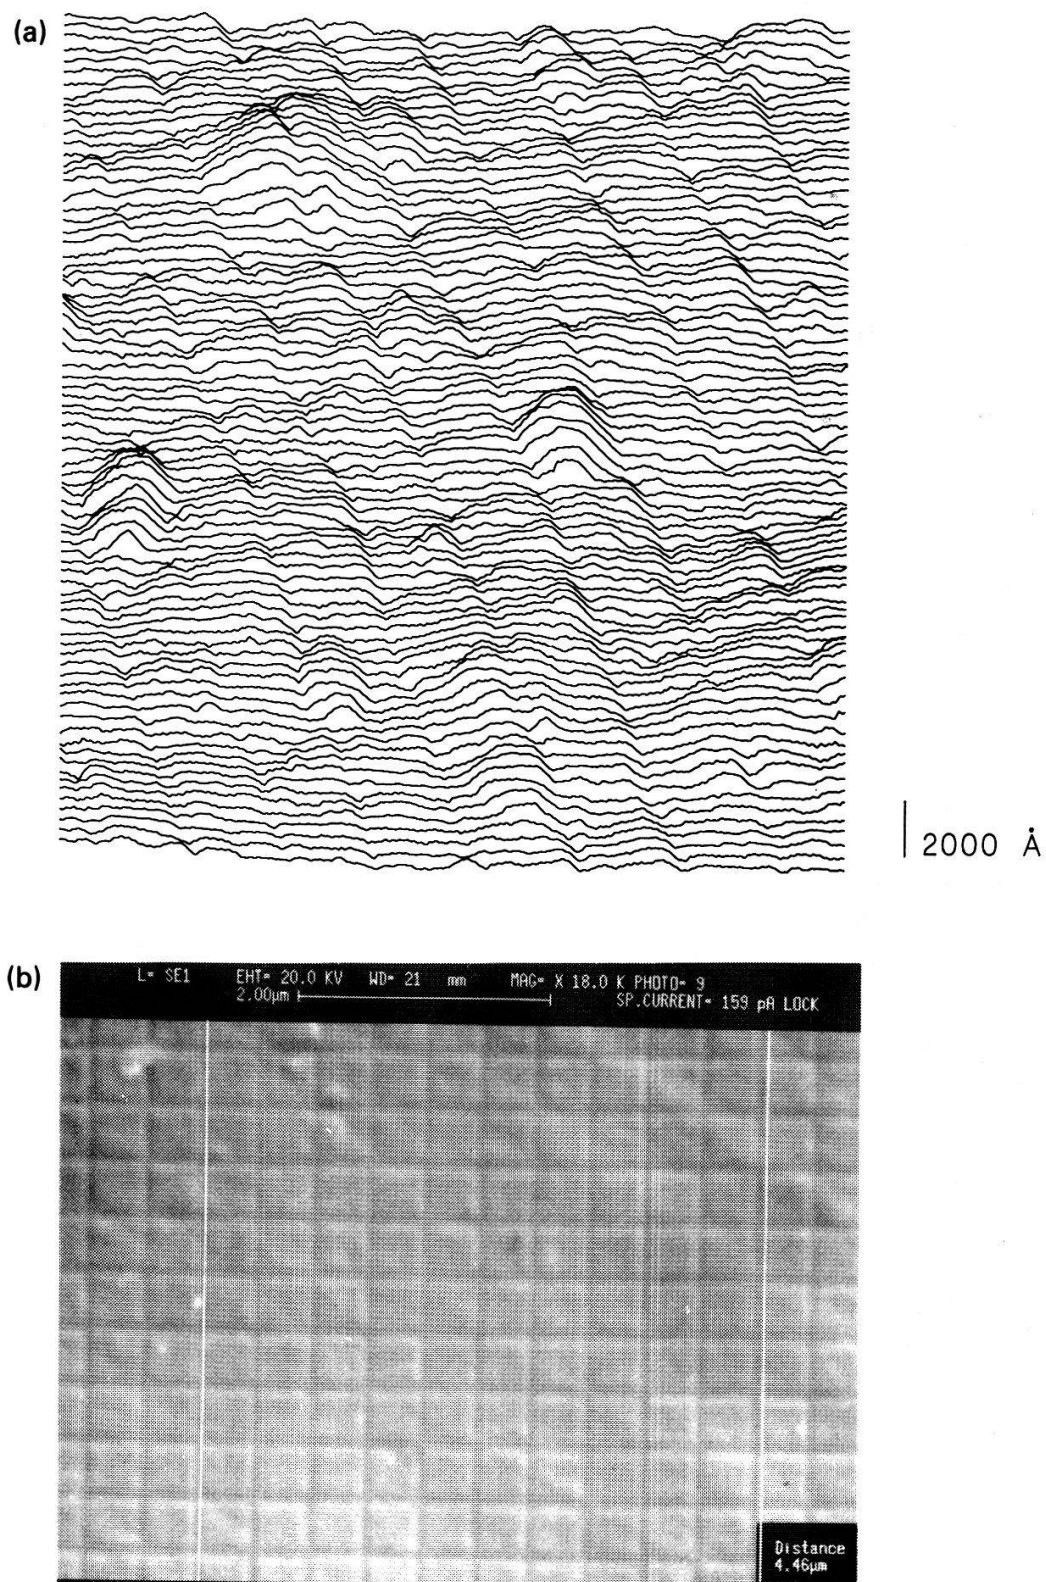 (a)
2000 Å
(b)
L= SE1 EHT= 20.0 KV WD= 21 mm MAG= X 18.0 K PHOTO= 9
2.00µm SP.CURRENT= 159 pA LOCK
Distance
4.46µm